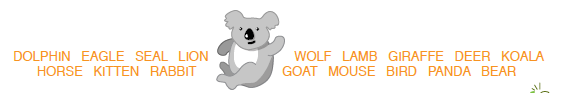 DOLPHIN EAGLE SEAL LION WOLF LAMB GIRAFFE DEER KOALA
HORSE KITTEN RABBIT GOAT MOUSE BIRD PANDA BEAR